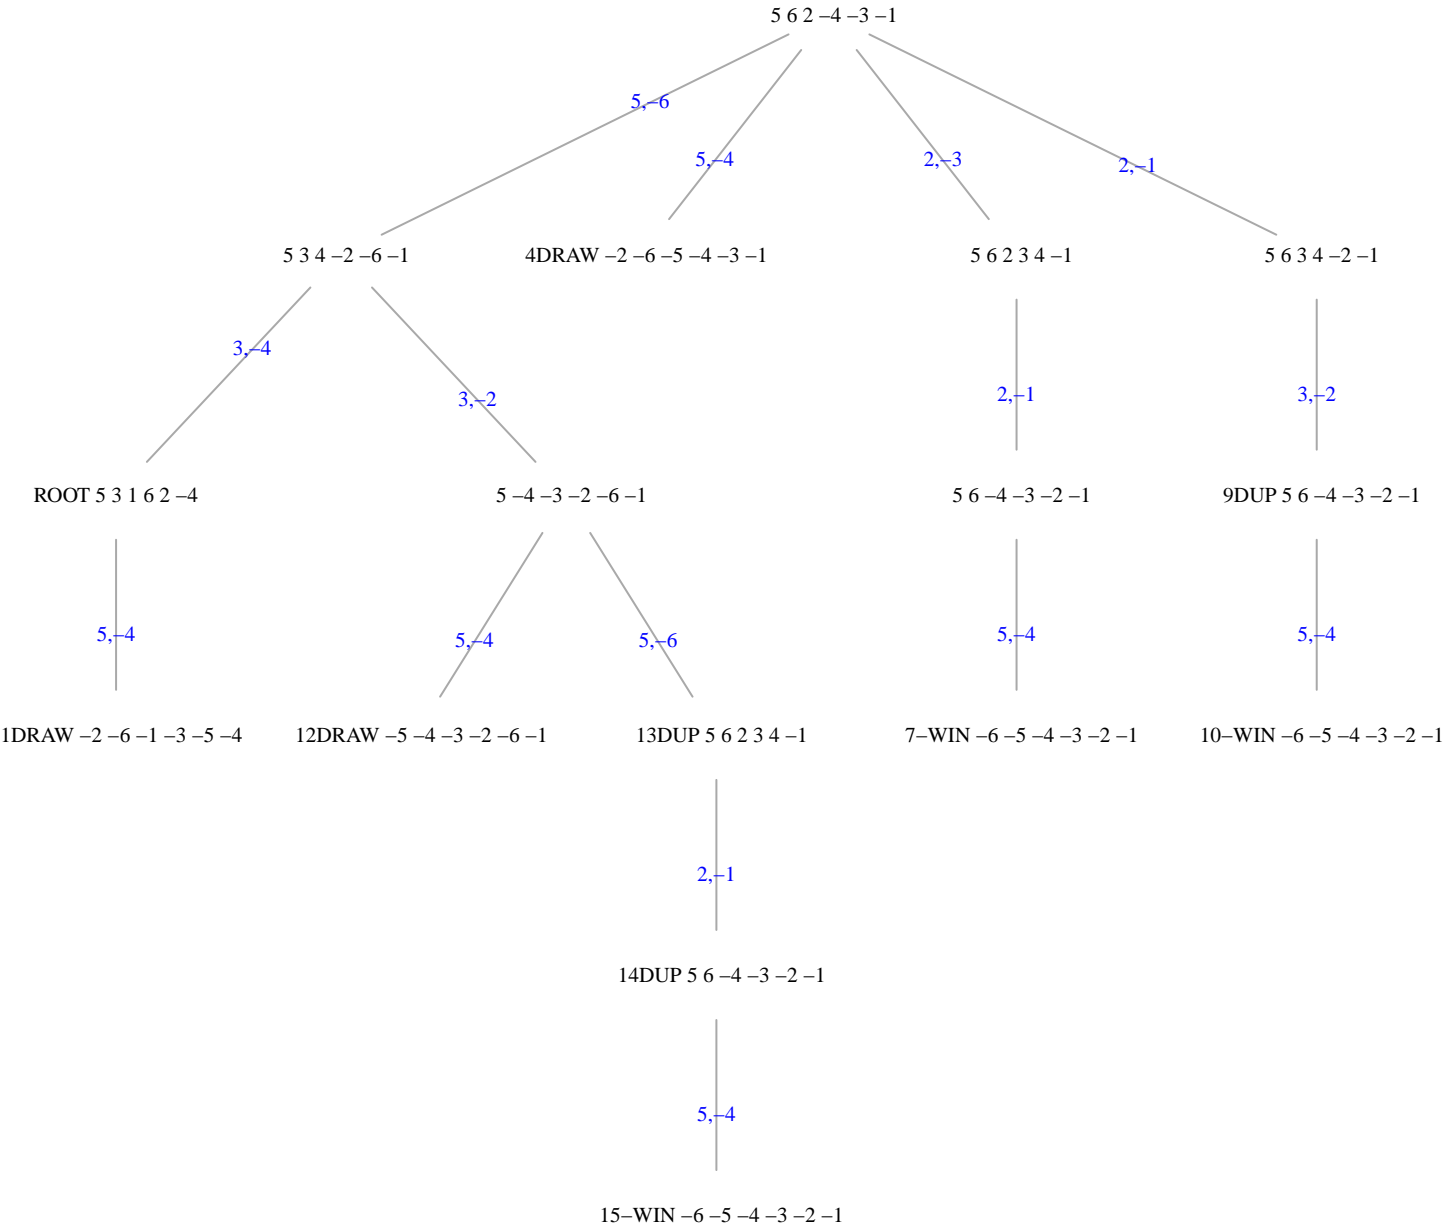 5 6 2 –4 –3 –1
5,–6
5,–4
2,–3
2,–1
5 3 4 –2 –6 –1
4DRAW –2 –6 –5 –4 –3 –1
5 6 2 3 4 –1
5 6 3 4 –2 –1
3,–4
3,–2
2,–1
3,–2
ROOT 5 3 1 6 2 –4
5 –4 –3 –2 –6 –1
5 6 –4 –3 –2 –1
9DUP 5 6 –4 –3 –2 –1
5,–4
5,–4
5,–6
5,–4
5,–4
1DRAW –2 –6 –1 –3 –5 –4
12DRAW –5 –4 –3 –2 –6 –1
13DUP 5 6 2 3 4 –1
7–WIN –6 –5 –4 –3 –2 –1
10–WIN –6 –5 –4 –3 –2 –1
2,–1
14DUP 5 6 –4 –3 –2 –1
5,–4
15–WIN –6 –5 –4 –3 –2 –1